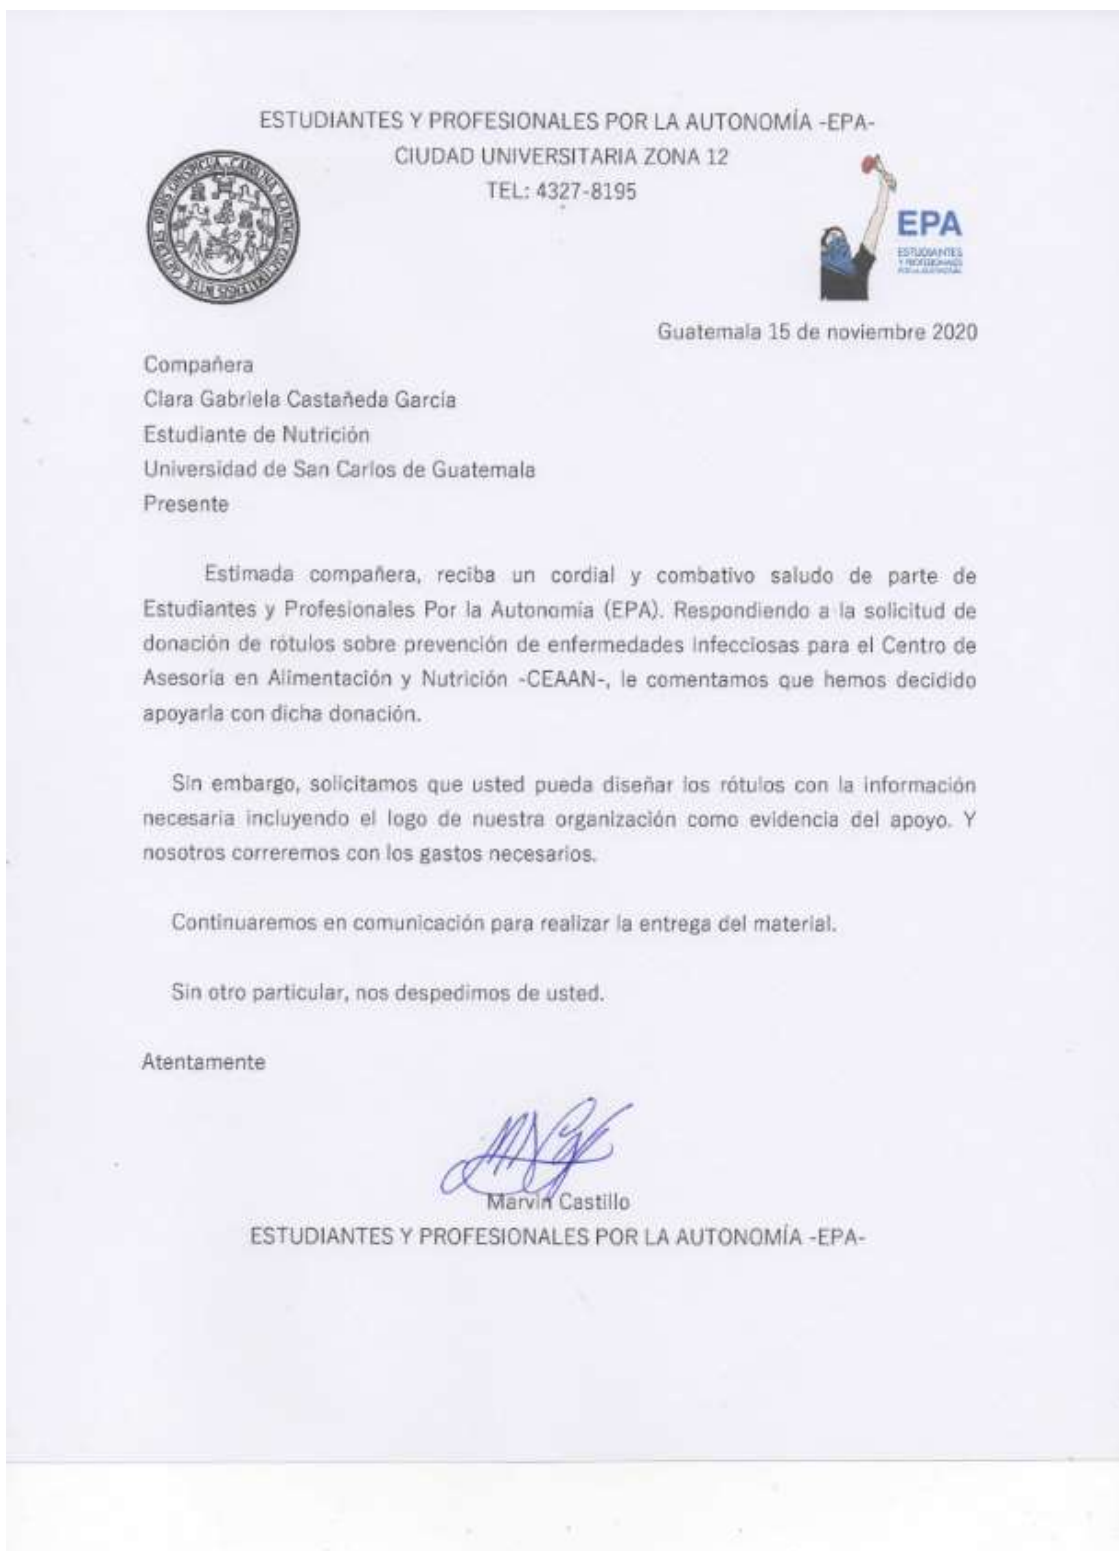 ESTUDIANTES Y PROFESIONALES POR LA AUTONOMÍA -EPA-
CIUDAD UNIVERSITARIA ZONA 12
TEL: 4327-8195
EPA
ESTUDIANTES
Y PROFESIONALES
POR LA AUTONOMÍA
Guatemala 15 de noviembre 2020
Compañera
Clara Gabriela Castañeda García
Estudiante de Nutrición
Universidad de San Carlos de Guatemala
Presente
Estimada compañera, reciba un cordial y combativo saludo de parte de
Estudiantes y Profesionales Por la Autonomía (EPA). Respondiendo a la solicitud de
donación de rótulos sobre prevención de enfermedades infecciosas para el Centro de
Asesoría en Alimentación y Nutrición -CEAAN-, le comentamos que hemos decidido
apoyarla con dicha donación.
Sin embargo, solicitamos que usted pueda diseñar los rótulos con la información
necesaria incluyendo el logo de nuestra organización como evidencia del apoyo. Y
nosotros correremos con los gastos necesarios.
Continuaremos en comunicación para realizar la entrega del material.
Sin otro particular, nos despedimos de usted.
Atentamente
Marvin Castillo
ESTUDIANTES Y PROFESIONALES POR LA AUTONOMÍA -EPA-